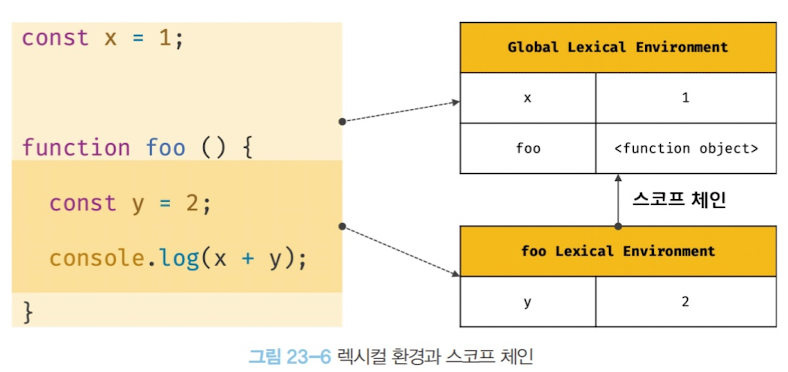 const x = 1;
function foo () {
const y = 2;
console.log(x + y);
}
Global Lexical Environment
x 1
foo <function object>
스코프 체인
foo Lexical Environment
y 2
그림 23-6 렉시컬 환경과 스코프 체인